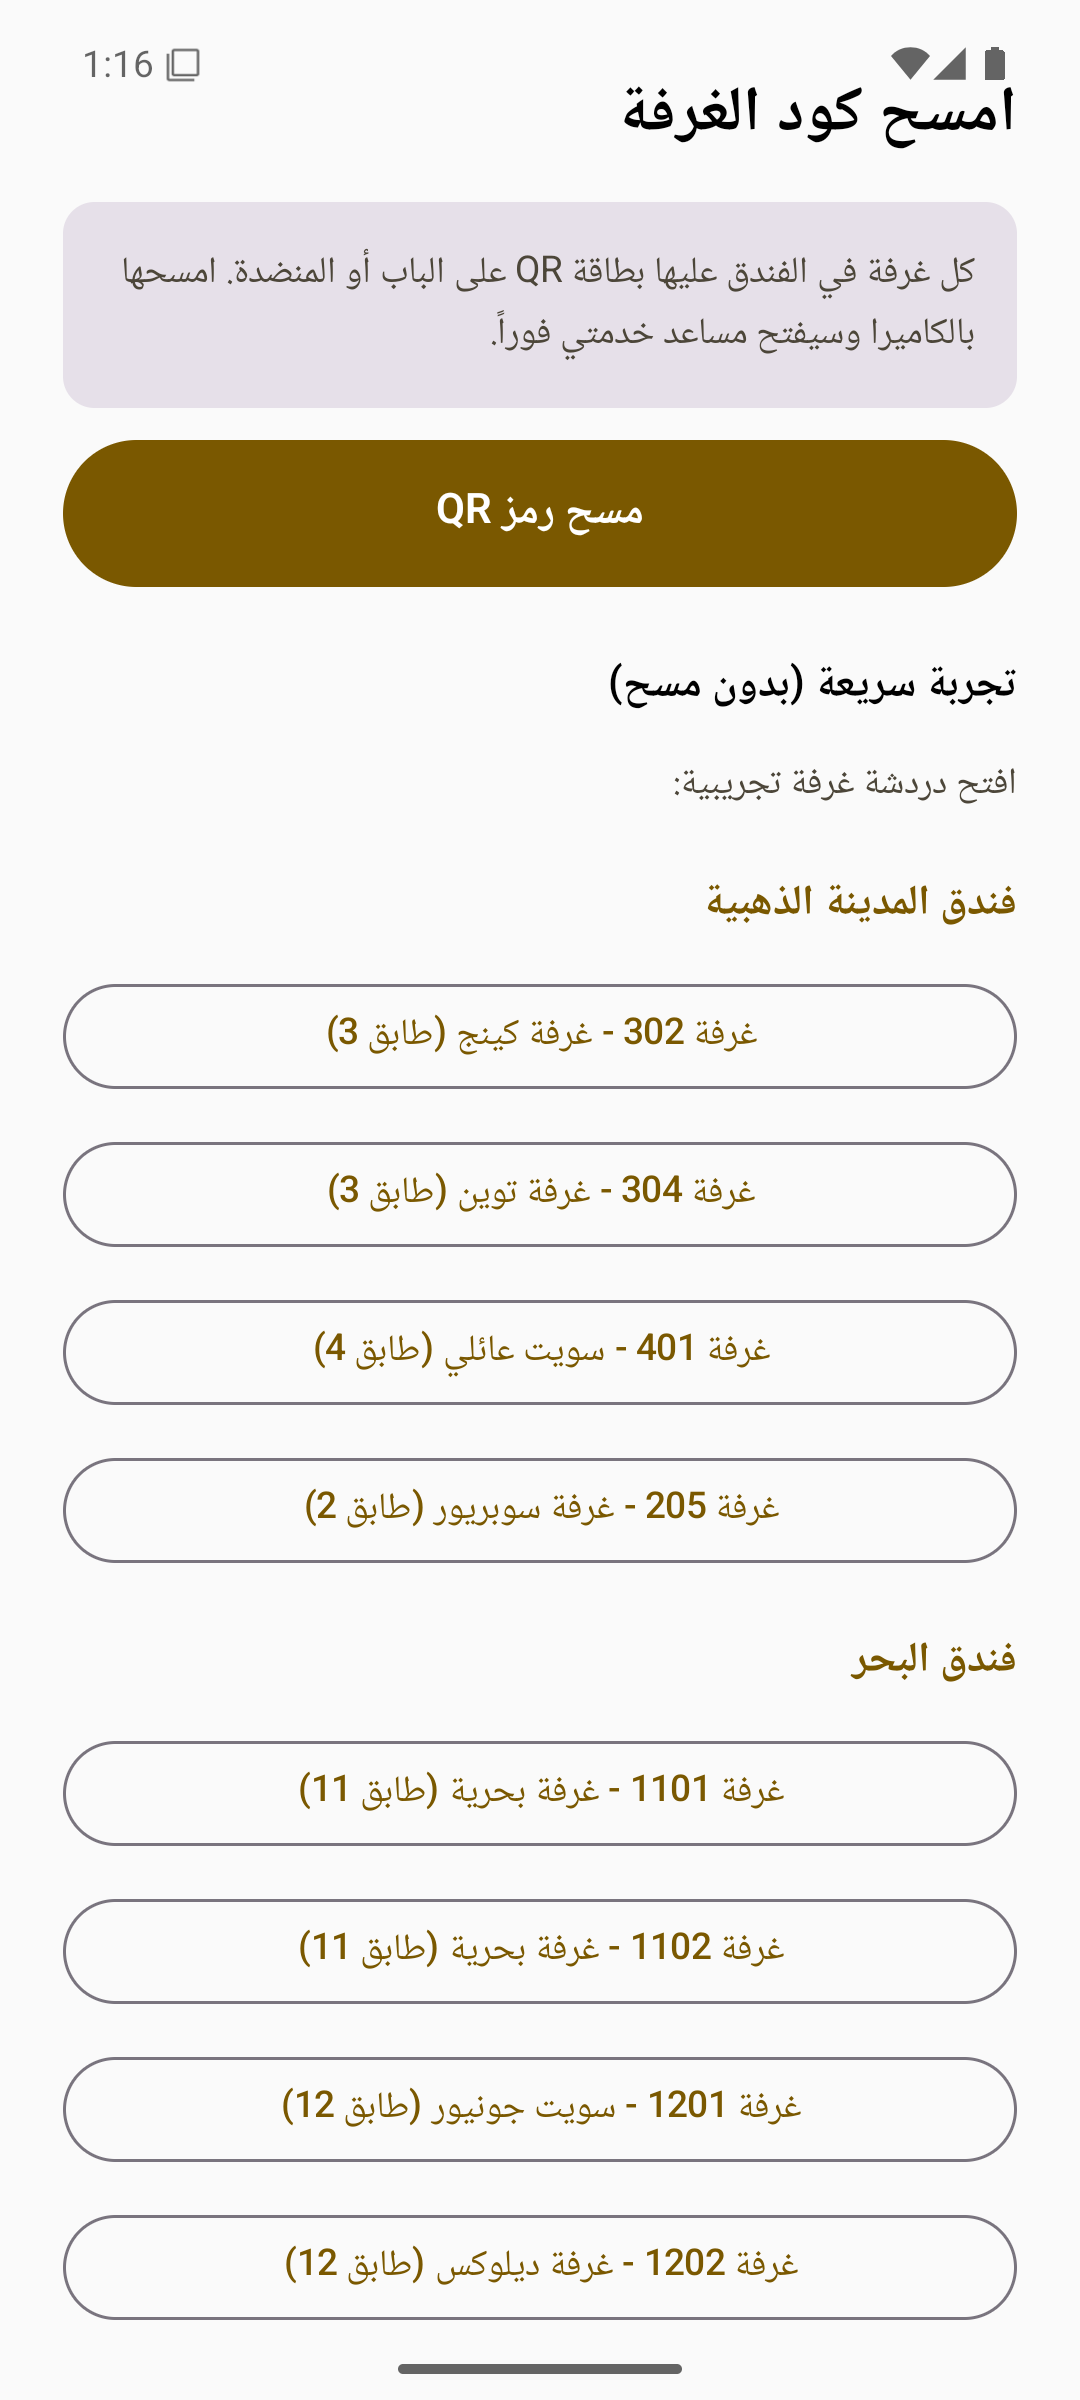 1:16
امسح كود الغرفة
كل غرفة في الفندق عليها بطاقة QR على الباب أو المنضدة. امسحها
بالكاميرا وسيفتح مساعد خدمتي فوراً.
مسح رمز QR
تجربة سريعة (بدون مسح)
افتح دردشة غرفة تجريبية:
فندق المدينة الذهبية
غرفة 302 - غرفة كينج (طابق 3)
غرفة 304 - غرفة توين (طابق 3)
غرفة 401 - سويت عائلي (طابق 4)
غرفة 205 - غرفة سوبريور (طابق 2)
فندق البحر
غرفة 1101 - غرفة بحرية (طابق 11)
غرفة 1102 - غرفة بحرية (طابق 11)
غرفة 1201 - سويت جونيور (طابق 12)
غرفة 1202 - غرفة ديلوكس (طابق 12)